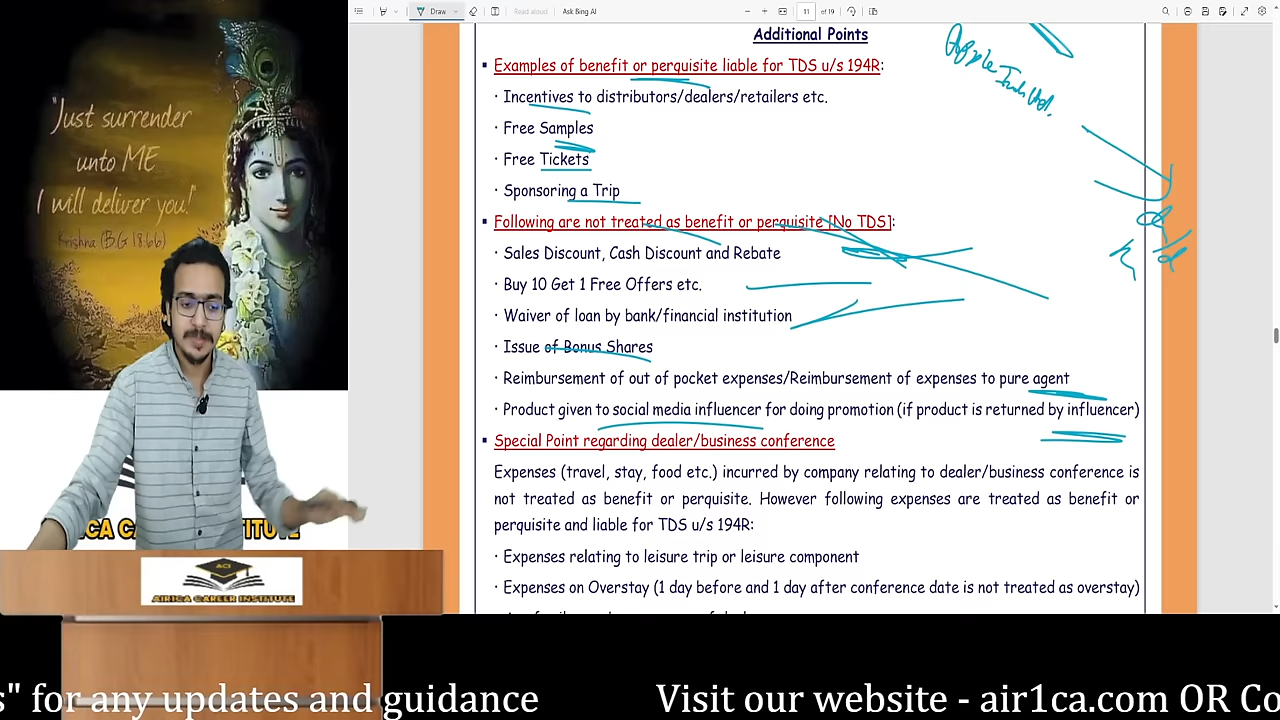 "Just surrender
unto ME
I will deliver you!"
Krishna (B.G 18:66)
ACI
AIR1CA CAREER INSTITUTE
Draw
Read aloud
Ask Bing AI
11
of 19
Additional Points
Examples of benefit or perquisite liable for TDS u/s 194R:
· Incentives to distributors/dealers/retailers etc.
· Free Samples
· Free Tickets
· Sponsoring a Trip
Following are not treated as benefit or perquisite [No TDS]:
· Sales Discount, Cash Discount and Rebate
· Buy 10 Get 1 Free Offers etc.
· Waiver of loan by bank/financial institution
· Issue of Bonus Shares
· Reimbursement of out of pocket expenses/Reimbursement of expenses to pure agent
· Product given to social media influencer for doing promotion (if product is returned by influencer)
Special Point regarding dealer/business conference
Expenses (travel, stay, food etc.) incurred by company relating to dealer/business conference is
not treated as benefit or perquisite. However following expenses are treated as benefit or
perquisite and liable for TDS u/s 194R:
· Expenses relating to leisure trip or leisure component
· Expenses on Overstay (1 day before and 1 day after conference date is not treated as overstay)
s" for any updates and guidance
Visit our website - air1ca.com OR Co